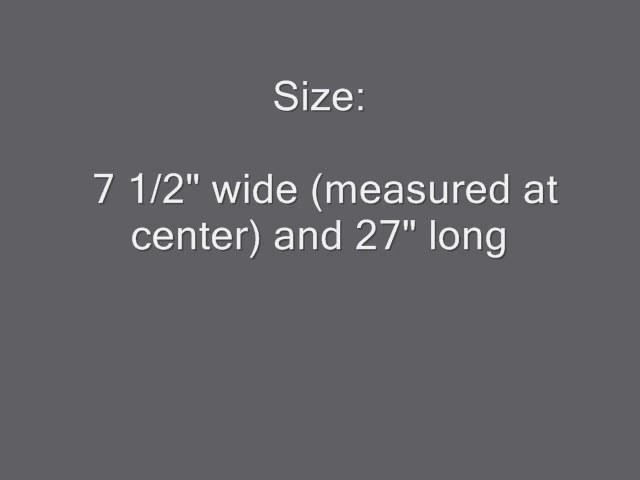 Size:
7 1/2" wide (measured at
center) and 27" long